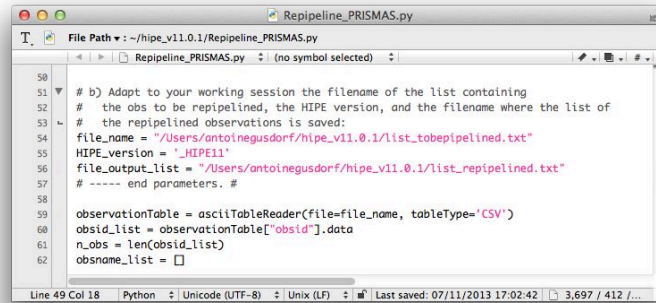 Repipeline_PRISMAS.py
File Path ▾ : ~/hipe_v11.0.1/Repipeline_PRISMAS.py
Repipeline_PRISMAS.py (no symbol selected)
50
51 # b) Adapt to your working session the filename of the list containing
52 # the obs to be repipelined, the HIPE version, and the filename where the list of
53 # the repipelined observations is saved:
54 file_name = "/Users/antoinegusdorf/hipe_v11.0.1/list_tobepipelined.txt"
55 HIPE_version = '_HIPE11'
56 file_output_list = "/Users/antoinegusdorf/hipe_v11.0.1/list_repipelined.txt"
57 # ----- end parameters. #
58
59 observationTable = asciiTableReader(file=file_name, tableType='CSV')
60 obsid_list = observationTable["obsid"].data
61 n_obs = len(obsid_list)
62 obsname_list = []
Line 49 Col 18 Python Unicode (UTF-8) Unix (LF) Last saved: 07/11/2013 17:02:42 3,697 / 412 /...